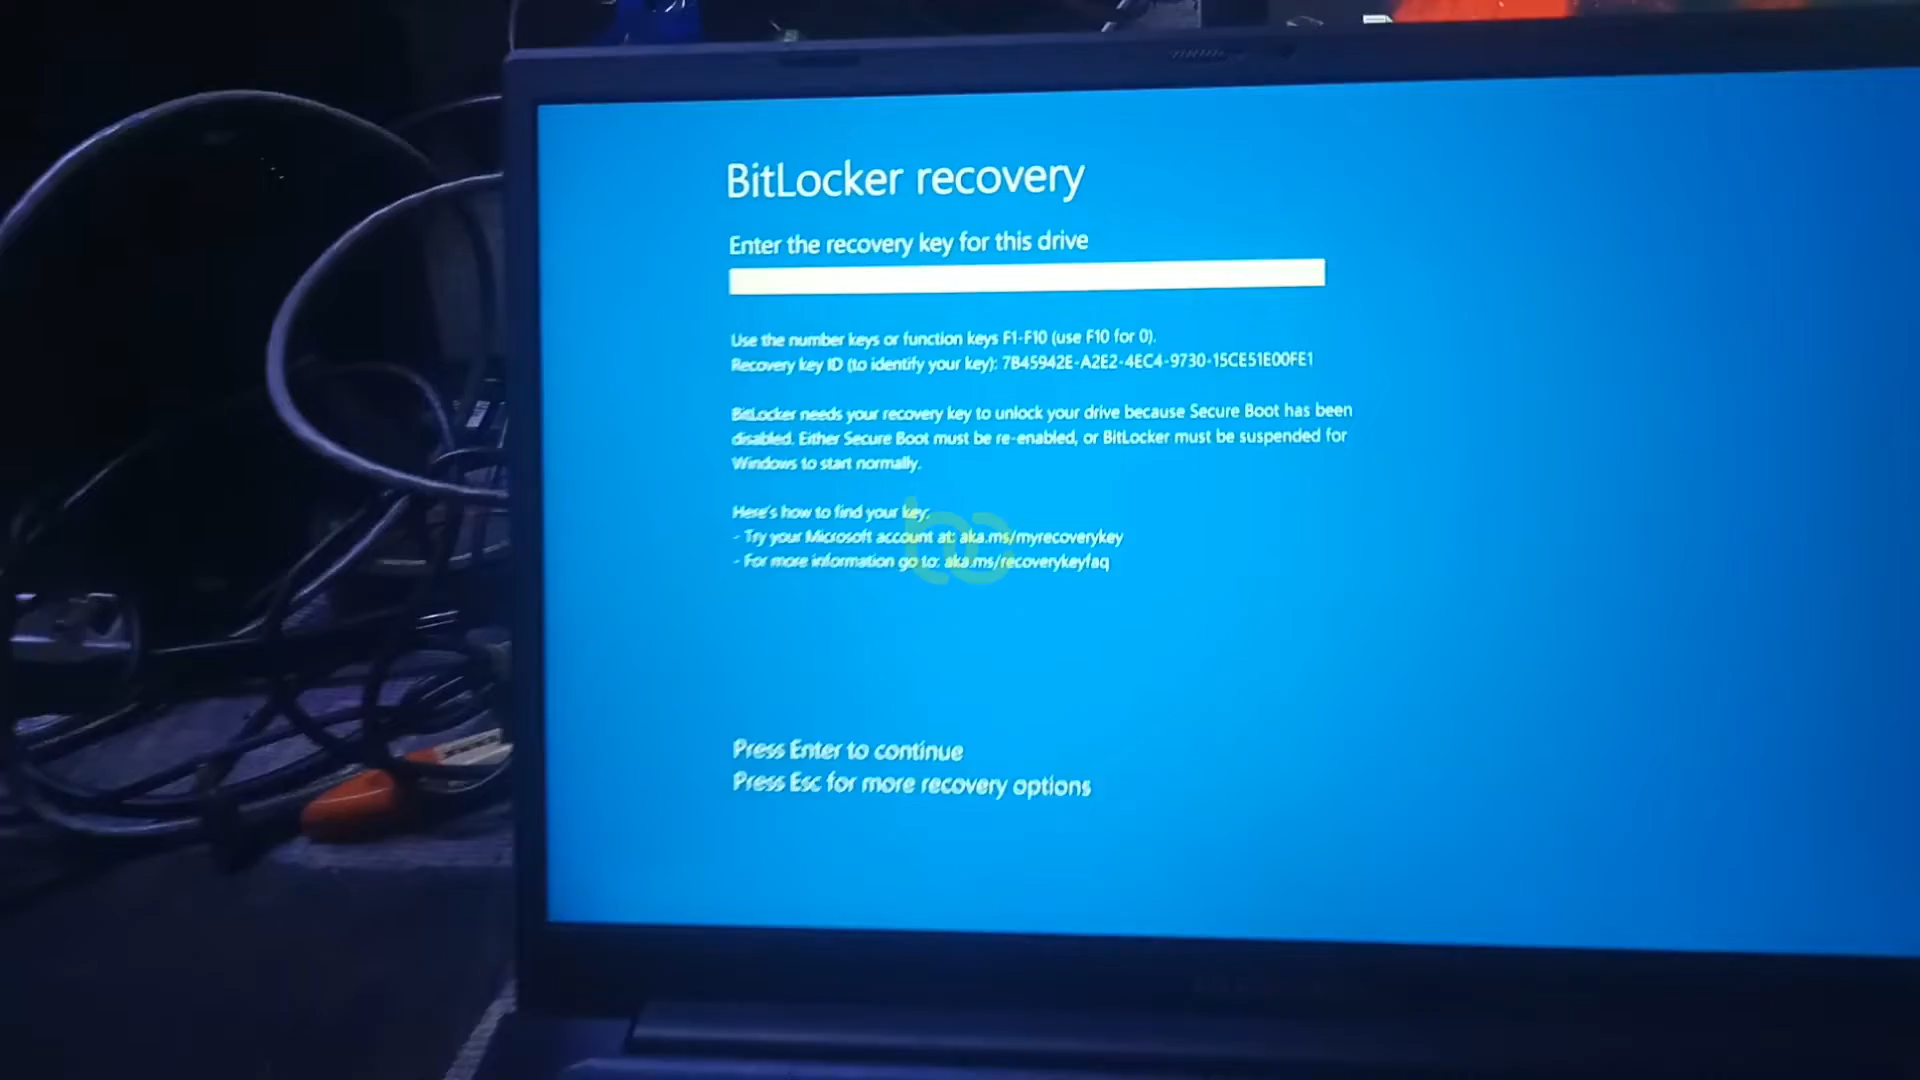 BitLocker recovery
Enter the recovery key for this drive
Use the number keys or function keys F1-F10 (use F10 for 0).
Recovery key ID (to identify your key): 7B45942E-A2E2-4EC4-9730-15CE51E00FE1
BitLocker needs your recovery key to unlock your drive because Secure Boot has been
disabled. Either Secure Boot must be re-enabled, or BitLocker must be suspended for
Windows to start normally.
Here's how to find your key:
- Try your Microsoft account at: aka.ms/myrecoverykey
- For more information go to: aka.ms/recoverykeyfaq
Press Enter to continue
Press Esc for more recovery options